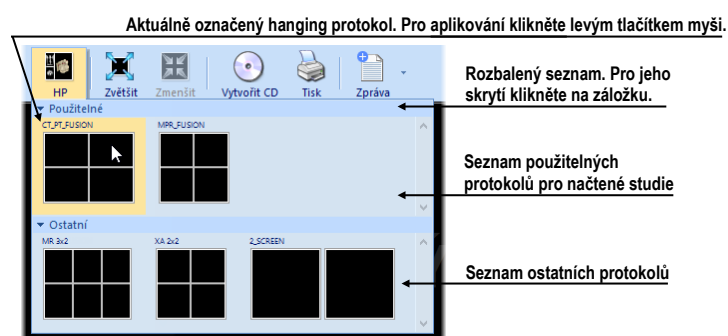 Aktuálně označený hanging protokol. Pro aplikování klikněte levým tlačítkem myši.
HP
Zvětšit
Zmenšit
Vytvořit CD
Tisk
Zpráva
Rozbalený seznam. Pro jeho
skrytí klikněte na záložku.
Použitelné
CT_PT_FUSION
MPR_FUSION
Seznam použitelných
protokolů pro načtené studie
Ostatní
MR 3x2
XA 2x2
2_SCREEN
Seznam ostatních protokolů